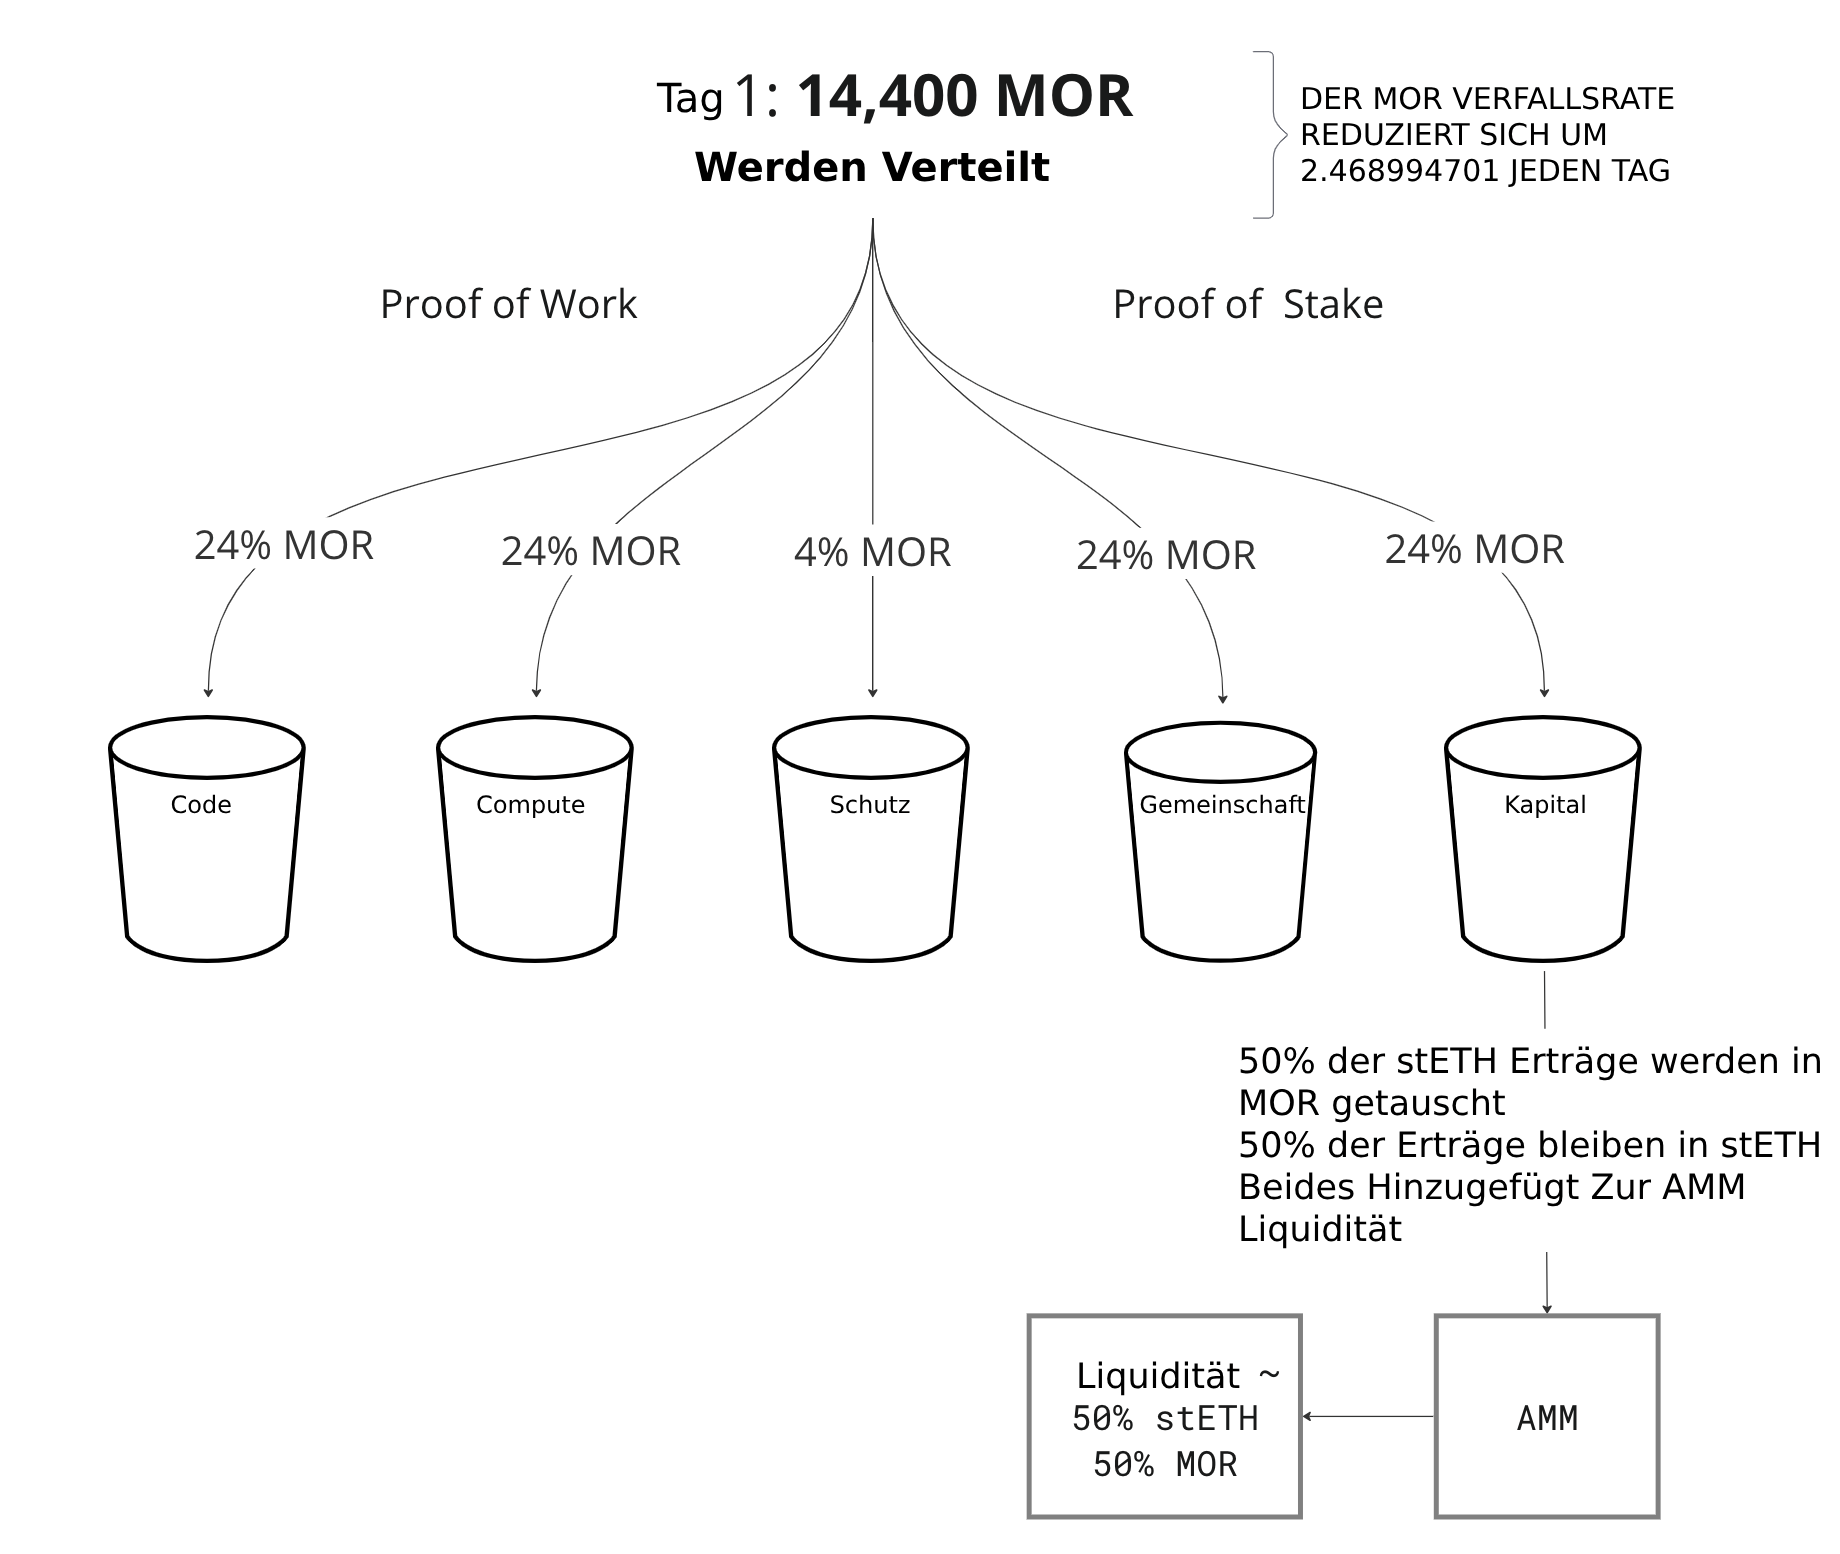 Tag 1: 14,400 MOR
Werden Verteilt
DER MOR VERFALLSRATE
REDUZIERT SICH UM
2.468994701 JEDEN TAG
Proof of Work
Proof of  Stake
24% MOR
24% MOR
4% MOR
24% MOR
24% MOR
Code
Compute
Schutz
Gemeinschaft
Kapital
50% der stETH Erträge werden in
MOR getauscht
50% der Erträge bleiben in stETH
Beides Hinzugefügt Zur AMM
Liquidität
Liquidität ~
50% stETH
50% MOR
AMM